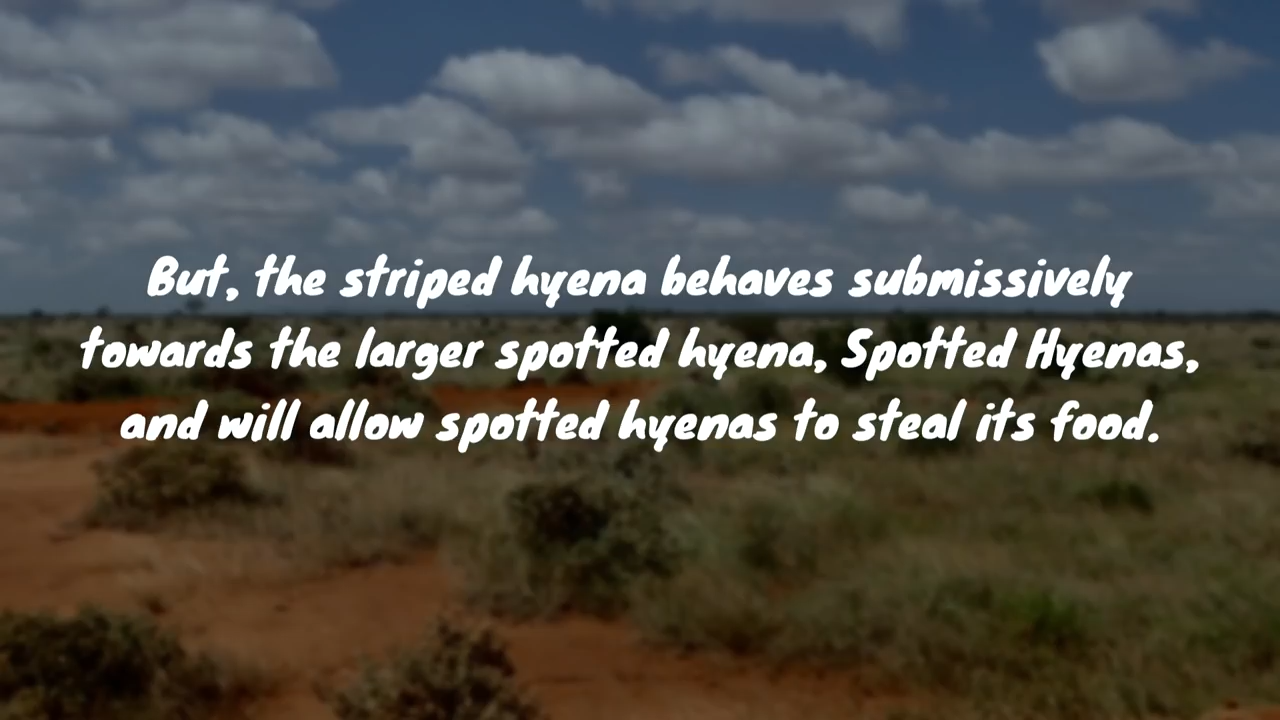 But, the striped hyena behaves submissively
towards the larger spotted hyena, Spotted Hyenas,
and will allow spotted hyenas to steal its food.